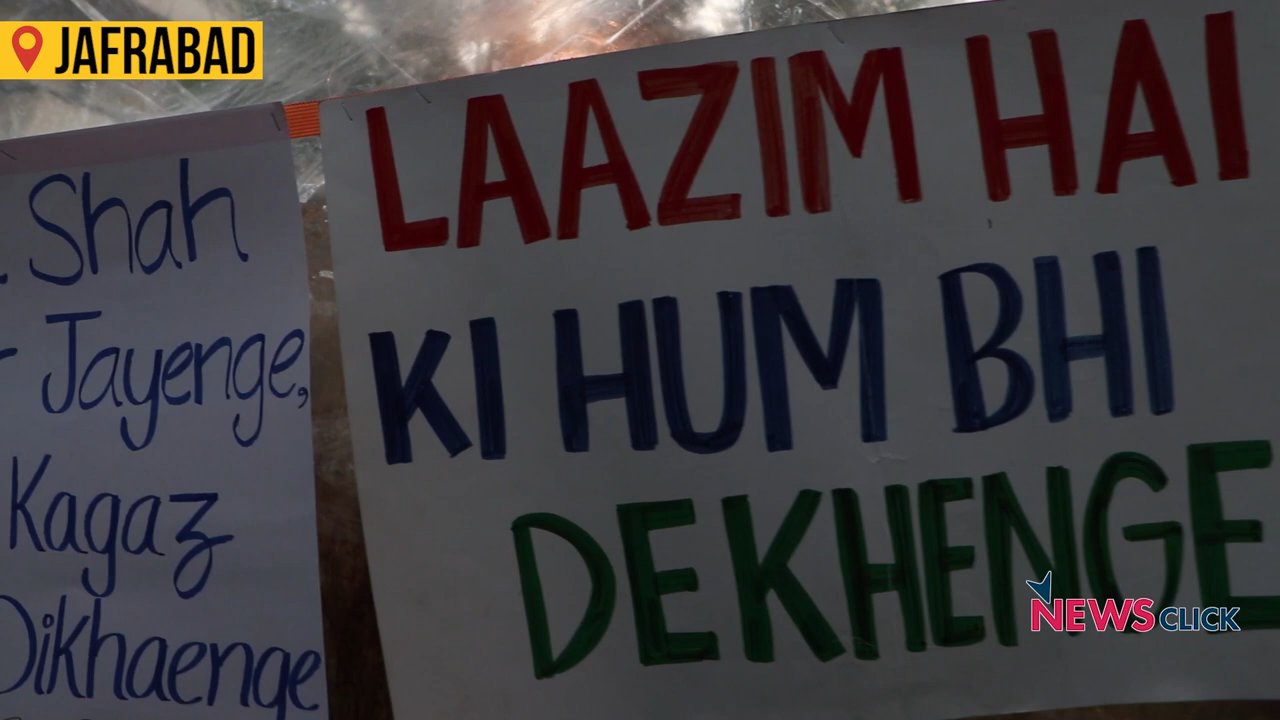 JAFRABAD
. Shah
Jayenge,
Kagaz
Dikhaenge
LAAZIM HAI
KI HUM BHI
DEKHENGE
NEWSCLICK